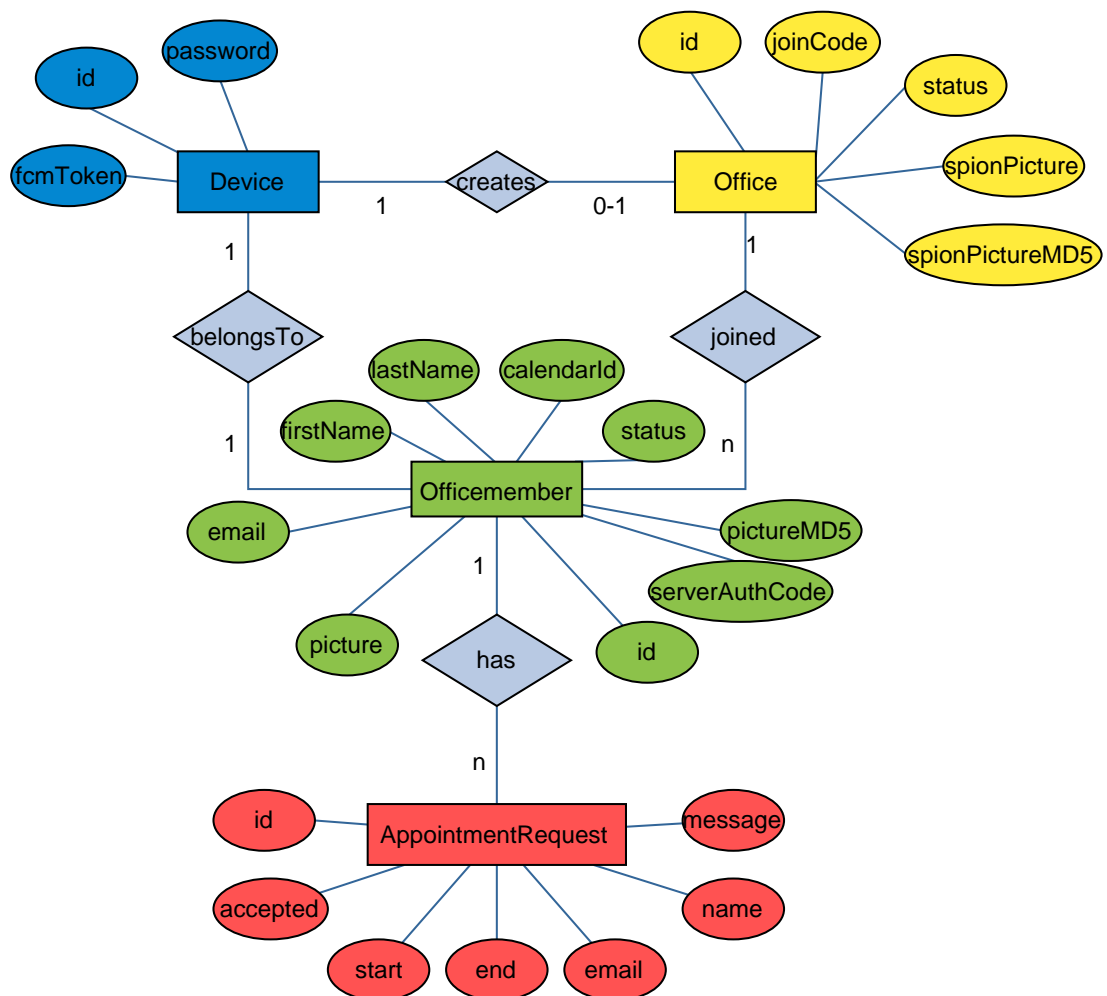 password
id
joinCode
id
status
fcmToken
Device
creates
Office
spionPicture
1
0-1
1
1
spionPictureMD5
belongsTo
joined
lastName
calendarId
firstName
status
1
n
Officemember
email
pictureMD5
1
serverAuthCode
picture
has
id
n
id
AppointmentRequest
message
accepted
name
start
end
email